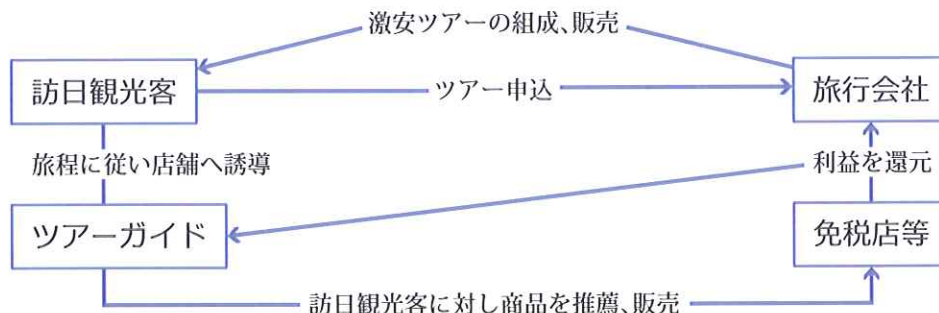 激安ツアーの組成、販売
訪日観光客
ツアー申込
旅行会社
旅程に従い店舗へ誘導
利益を還元
ツアーガイド
免税店等
訪日観光客に対し商品を推薦、販売